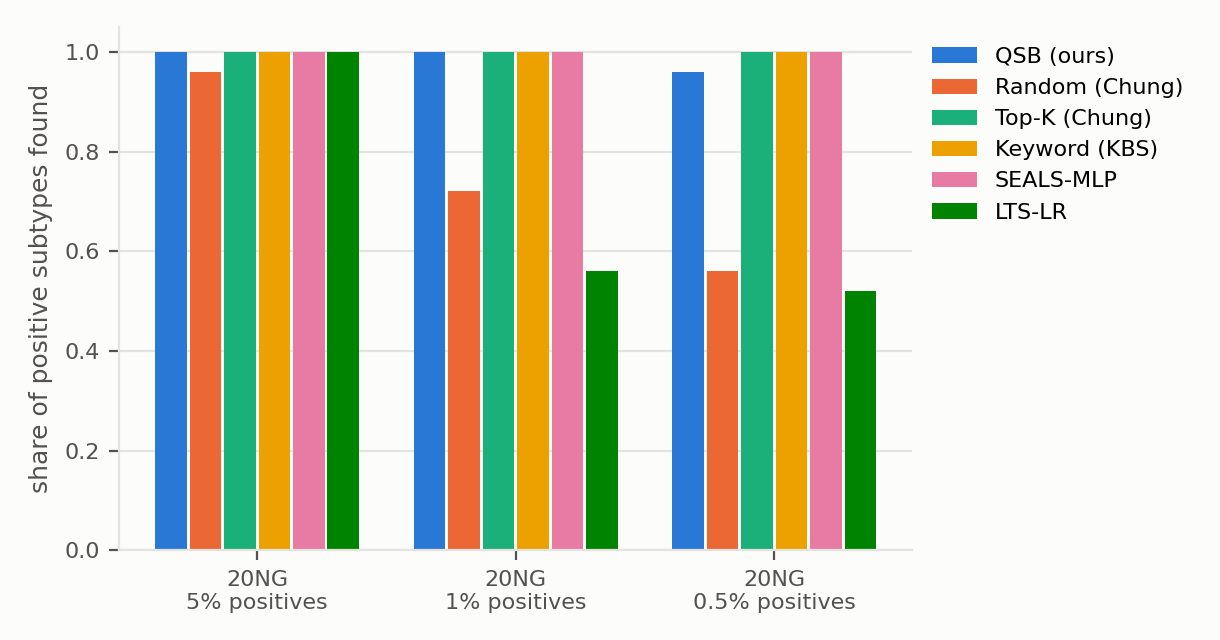 share of positive subtypes found
1.0
0.8
0.6
0.4
0.2
0.0
20NG
5% positives
20NG
1% positives
20NG
0.5% positives
QSB (ours)
Random (Chung)
Top-K (Chung)
Keyword (KBS)
SEALS-MLP
LTS-LR